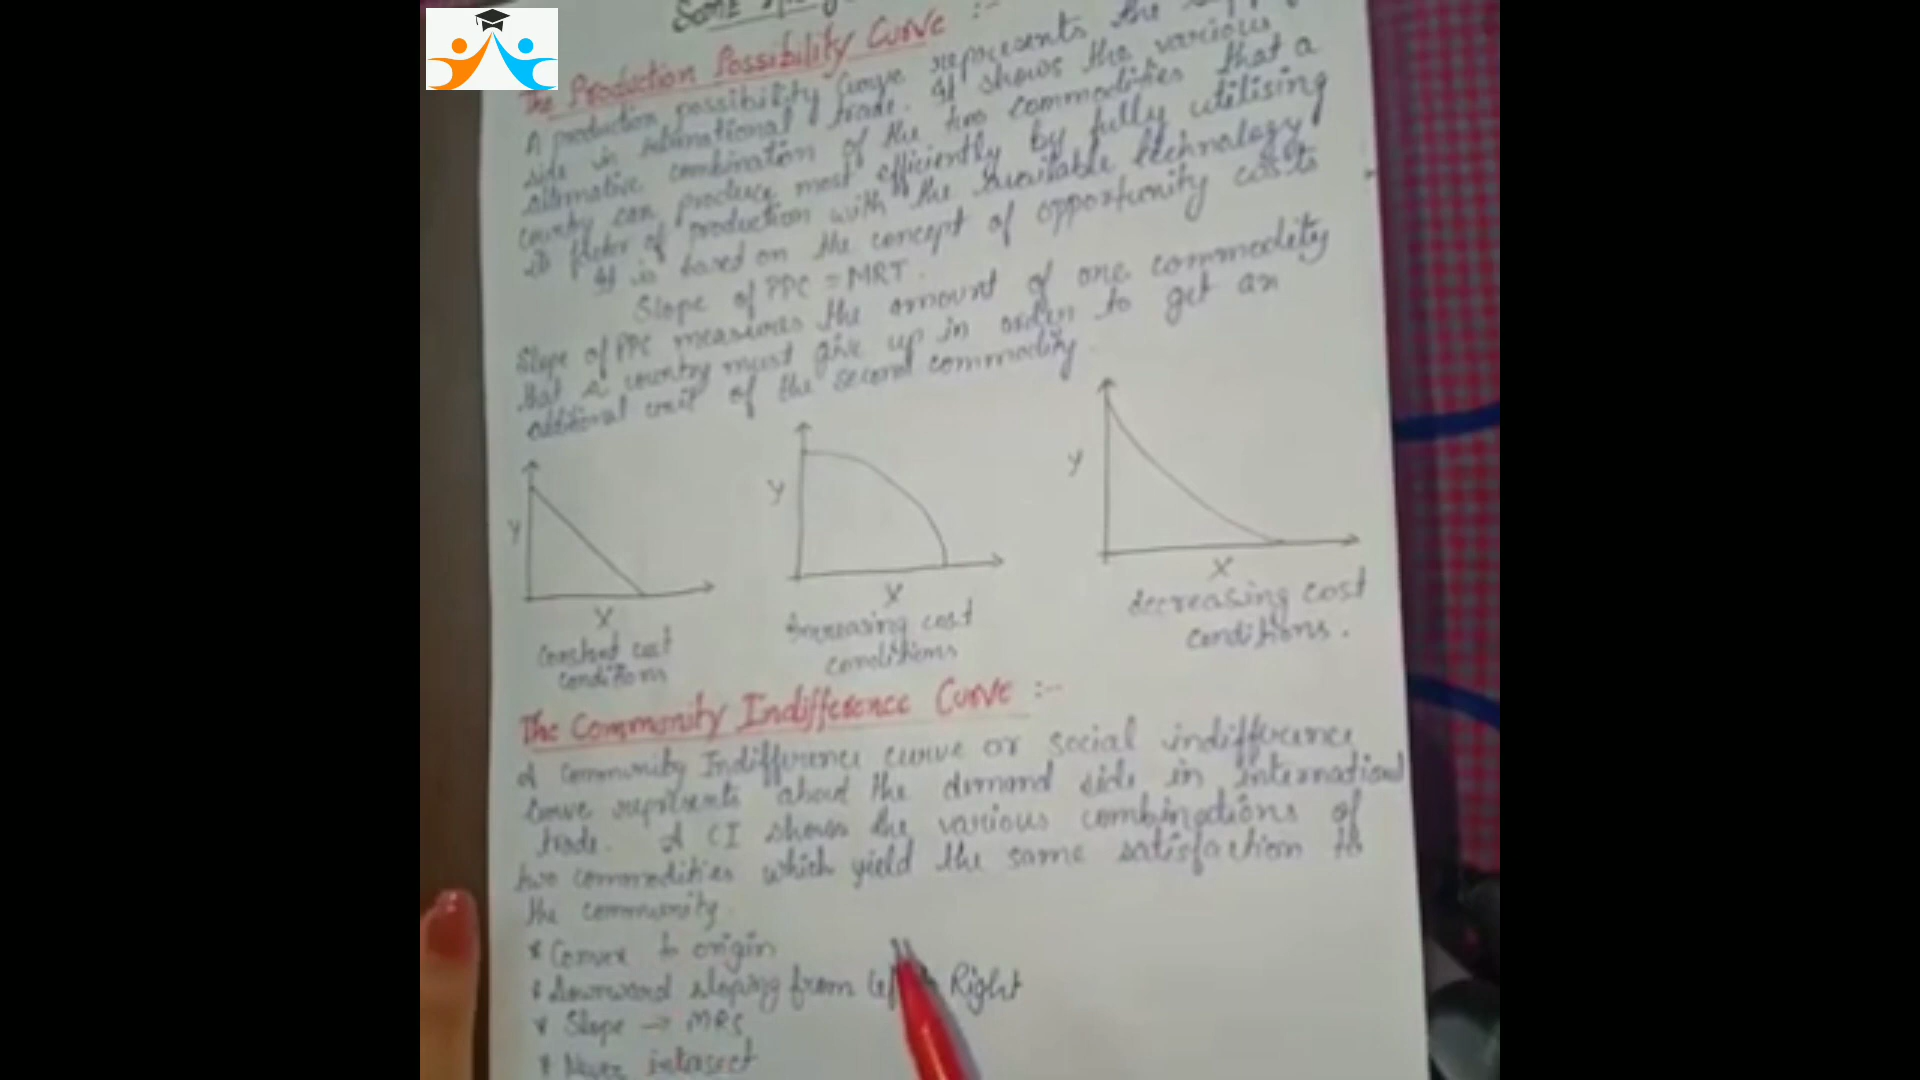 Some
The Production Possibility Curve :-
A production possibility curve represents the supply
side in international trade. It shows the various
alternative combination of the two commodities that a
country can produce most efficiently by fully utilising
its factor of production with the available technology
It is based on the concept of opportunity costs
Slope of PPC = MRT.
Slope of PPC measures the amount of one commodity
that a country must give up in order to get an
additional unit of the second commodity.
Y
X
constant cost
conditions
Y
X
Increasing cost
conditions
Y
X
decreasing cost
conditions.
The Community Indifference Curve :-
A Community Indifference curve or social indifference
curve represents about the demand side in international
trade. A CI shows the various combinations of
two commodities which yield the same satisfaction to
the community.
* Convex to origin
* Downward sloping from Right
* Slope → MRS
* Never intersect